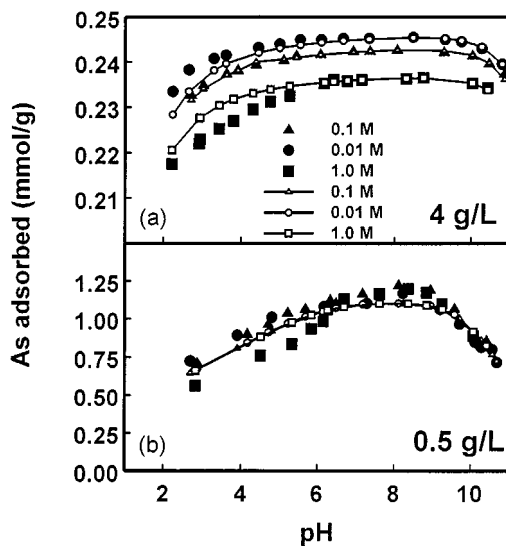 As adsorbed (mmol/g)
0.25
0.24
0.23
0.22
0.21
0.1 M
0.01 M
1.0 M
0.1 M
0.01 M
1.0 M
(a)
4 g/L
1.25
1.00
0.75
0.50
0.25
0.00
(b)
0.5 g/L
2 4 6 8 10
pH